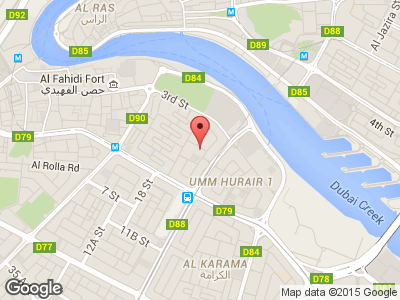 D92
AL RAS
الراس
D88
Al Jazira St
D89
D85
D84
D85
Al Fahidi Fort
حصن الفهيدي
3rd St
D90
4th St
D79
Al Rolla Rd
UMM HURAIR 1
7 St
18 St
Dubai Creek
D88
D79
12A St
11B St
D77
AL KARAMA
الكرامة
D84
D78
35
Google
Map data ©2015 Google